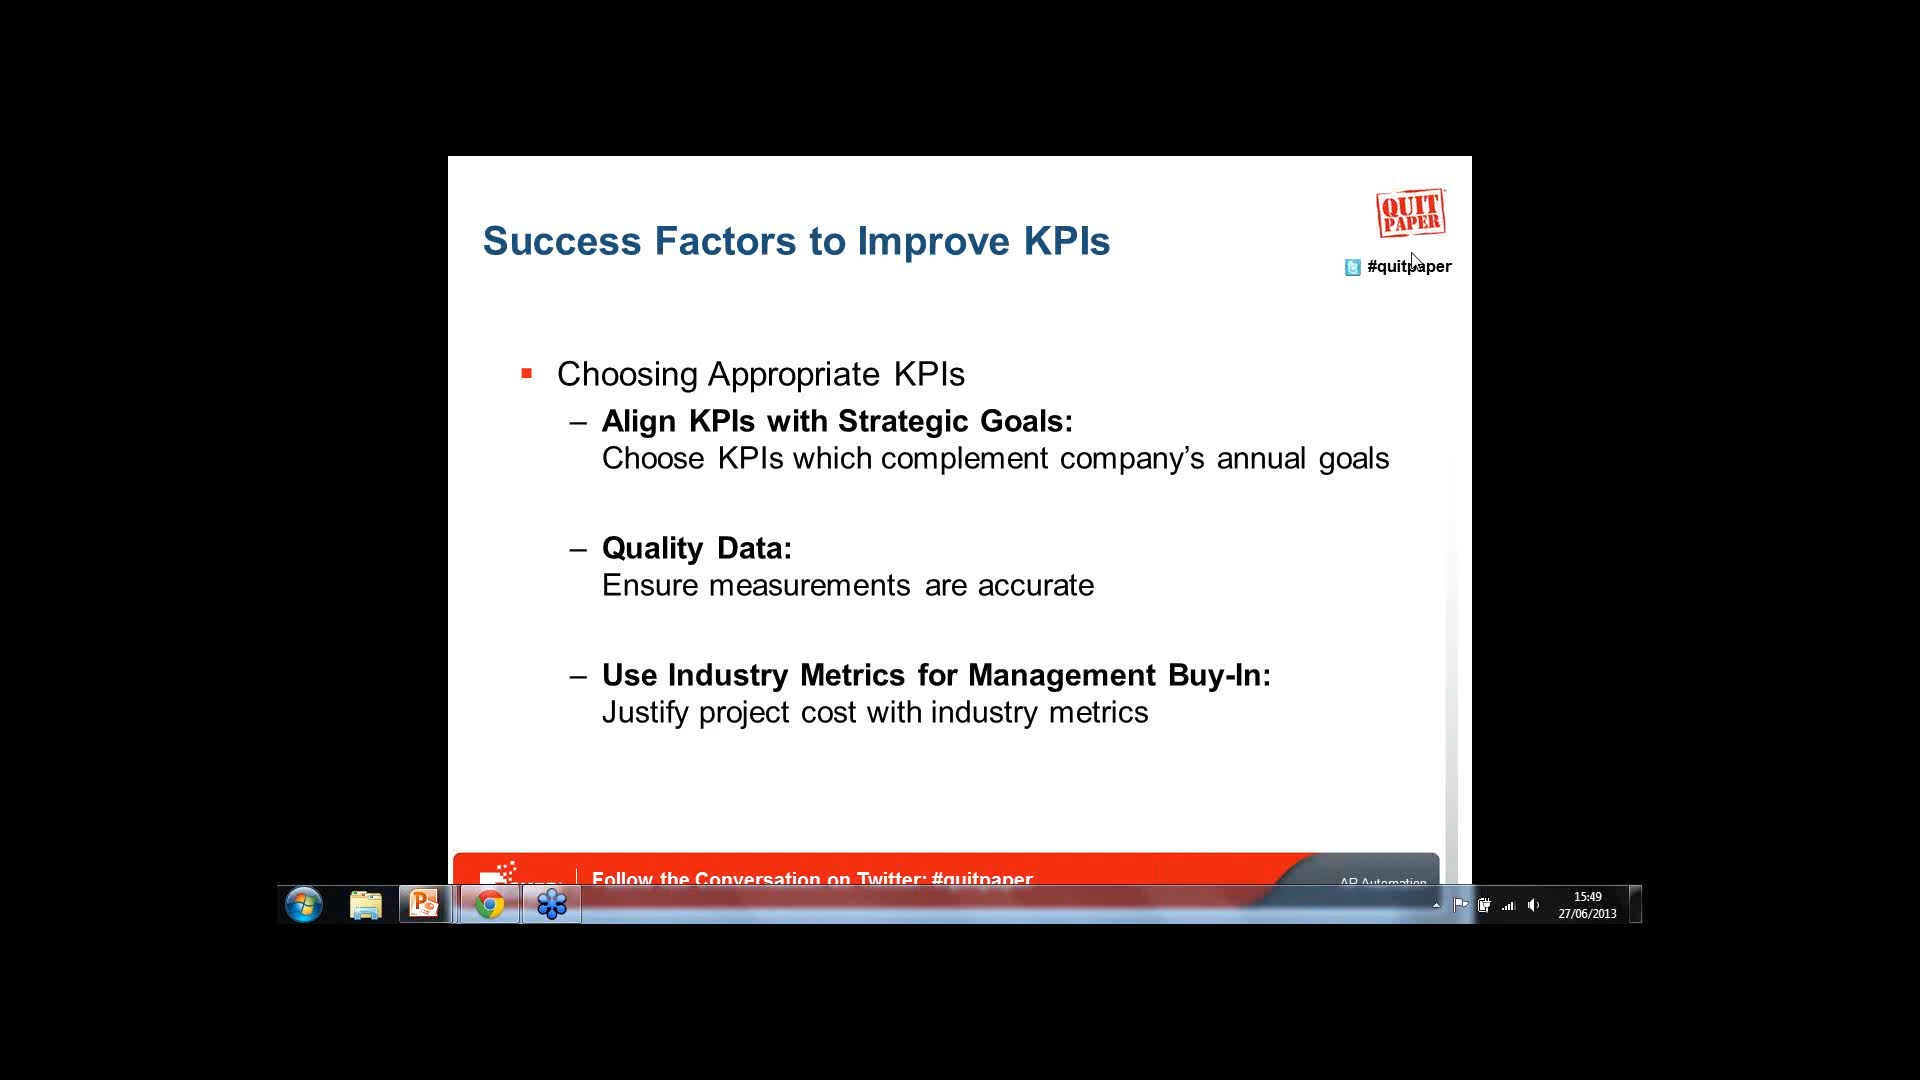 QUIT
PAPER
Success Factors to Improve KPIs
#quitpaper
Choosing Appropriate KPIs
– Align KPIs with Strategic Goals:
Choose KPIs which complement company’s annual goals
– Quality Data:
Ensure measurements are accurate
– Use Industry Metrics for Management Buy-In:
Justify project cost with industry metrics
Follow the Conversation on Twitter: #quitpaper
15:49
27/06/2013